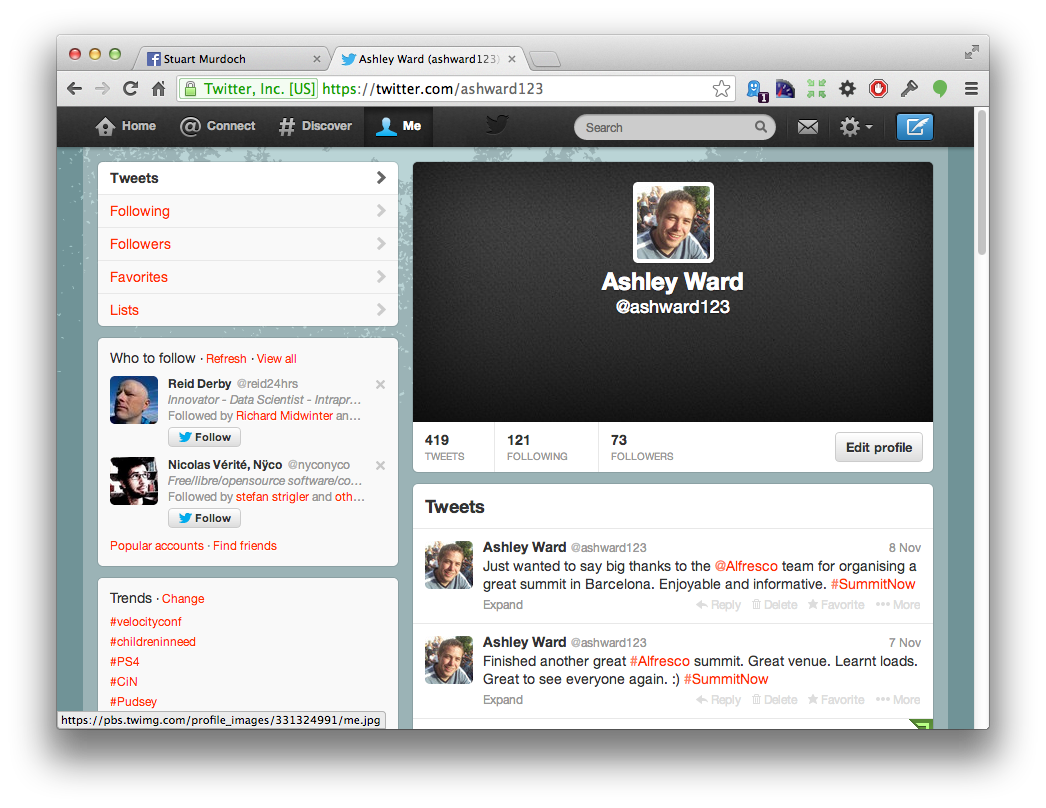 Stuart Murdoch
Ashley Ward (ashward123)
Twitter, Inc. [US] https://twitter.com/ashward123
1
Home
Connect
Discover
Me
Search
Tweets
Following
Followers
Favorites
Lists
Who to follow · Refresh · View all
Reid Derby @reid24hrs
Innovator - Data Scientist - Intrapr...
Followed by Richard Midwinter an...
Follow
Nicolas Vérité, Nÿco @nyconyco
Free/libre/opensource software/co...
Followed by stefan strigler and oth...
Follow
Popular accounts · Find friends
Trends · Change
#velocityconf
#childreninneed
#PS4
#CiN
#Pudsey
https://pbs.twimg.com/profile_images/331324991/me.jpg
Ashley Ward
@ashward123
419
TWEETS
121
FOLLOWING
73
FOLLOWERS
Edit profile
Tweets
Ashley Ward @ashward123 8 Nov
Just wanted to say big thanks to the @Alfresco team for organising a
great summit in Barcelona. Enjoyable and informative. #SummitNow
Expand Reply Delete Favorite More
Ashley Ward @ashward123 7 Nov
Finished another great #Alfresco summit. Great venue. Learnt loads.
Great to see everyone again. :) #SummitNow
Expand Reply Delete Favorite More